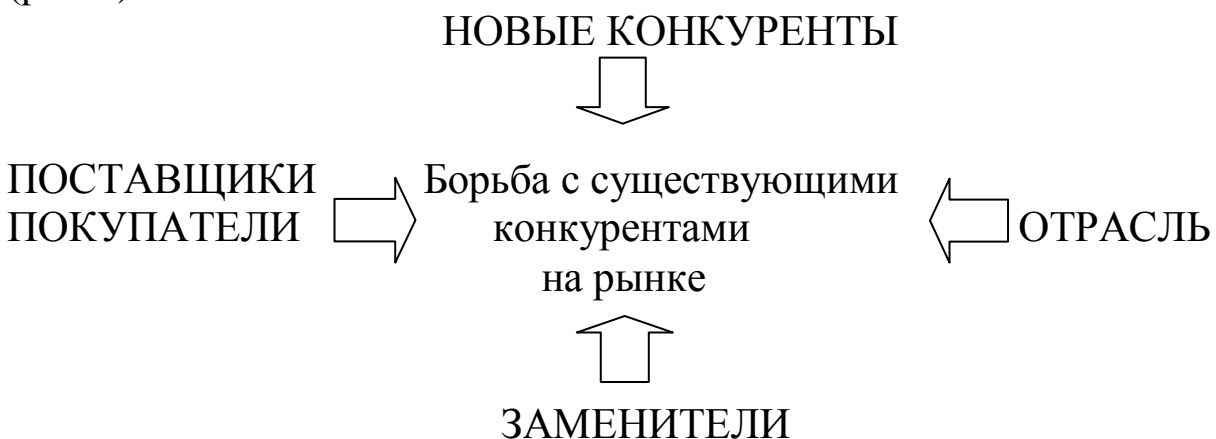 НОВЫЕ КОНКУРЕНТЫ
ПОСТАВЩИКИ
ПОКУПАТЕЛИ
Борьба с существующими
конкурентами
на рынке
ОТРАСЛЬ
ЗАМЕНИТЕЛИ